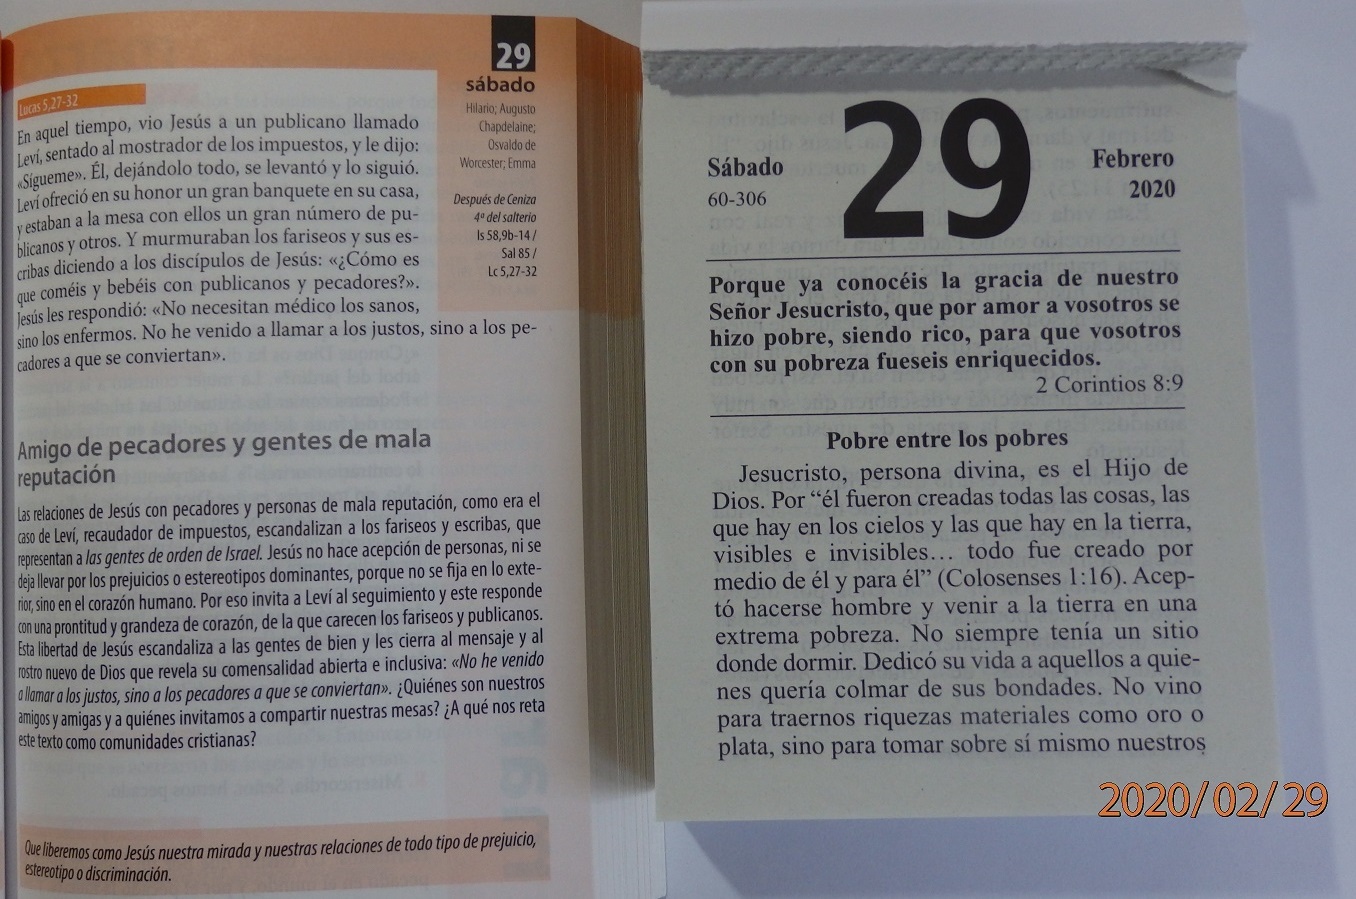 29
sábado
Hilario; Augusto
Chapdelaine;
Osvaldo de
Worcester; Emma
Después de Ceniza
4ª del salterio
Is 58,9b-14 /
Sal 85 /
Lc 5,27-32
Lucas 5,27-32
En aquel tiempo, vio Jesús a un publicano llamado
Leví, sentado al mostrador de los impuestos, y le dijo:
«Sígueme». Él, dejándolo todo, se levantó y lo siguió.
Leví ofreció en su honor un gran banquete en su casa,
y estaban a la mesa con ellos un gran número de pu-
blicanos y otros. Y murmuraban los fariseos y sus es-
cribas diciendo a los discípulos de Jesús: «¿Cómo es
que coméis y bebéis con publicanos y pecadores?».
Jesús les respondió: «No necesitan médico los sanos,
sino los enfermos. No he venido a llamar a los justos, sino a los pe-
cadores a que se conviertan».
Amigo de pecadores y gentes de mala
reputación
Las relaciones de Jesús con pecadores y personas de mala reputación, como era el
caso de Leví, recaudador de impuestos, escandalizan a los fariseos y escribas, que
representan a las gentes de orden de Israel. Jesús no hace acepción de personas, ni se
deja llevar por los prejuicios o estereotipos dominantes, porque no se fija en lo exte-
rior, sino en el corazón humano. Por eso invita a Leví al seguimiento y este responde
con una prontitud y grandeza de corazón, de la que carecen los fariseos y publicanos.
Esta libertad de Jesús escandaliza a las gentes de bien y les cierra al mensaje y al
rostro nuevo de Dios que revela su comensalidad abierta e inclusiva: «No he venido
a llamar a los justos, sino a los pecadores a que se conviertan». ¿Quiénes son nuestros
amigos y amigas y a quiénes invitamos a compartir nuestras mesas? ¿A qué nos reta
este texto como comunidades cristianas?
Que liberemos como Jesús nuestra mirada y nuestras relaciones de todo tipo de prejuicio,
estereotipo o discriminación.
Sábado
60-306
29
Febrero
2020
Porque ya conocéis la gracia de nuestro
Señor Jesucristo, que por amor a vosotros se
hizo pobre, siendo rico, para que vosotros
con su pobreza fueseis enriquecidos.
2 Corintios 8:9
Pobre entre los pobres
Jesucristo, persona divina, es el Hijo de
Dios. Por “él fueron creadas todas las cosas, las
que hay en los cielos y las que hay en la tierra,
visibles e invisibles… todo fue creado por
medio de él y para él” (Colosenses 1:16). Acep-
tó hacerse hombre y venir a la tierra en una
extrema pobreza. No siempre tenía un sitio
donde dormir. Dedicó su vida a aquellos a quie-
nes quería colmar de sus bondades. No vino
para traernos riquezas materiales como oro o
plata, sino para tomar sobre sí mismo nuestros
2020/02/29